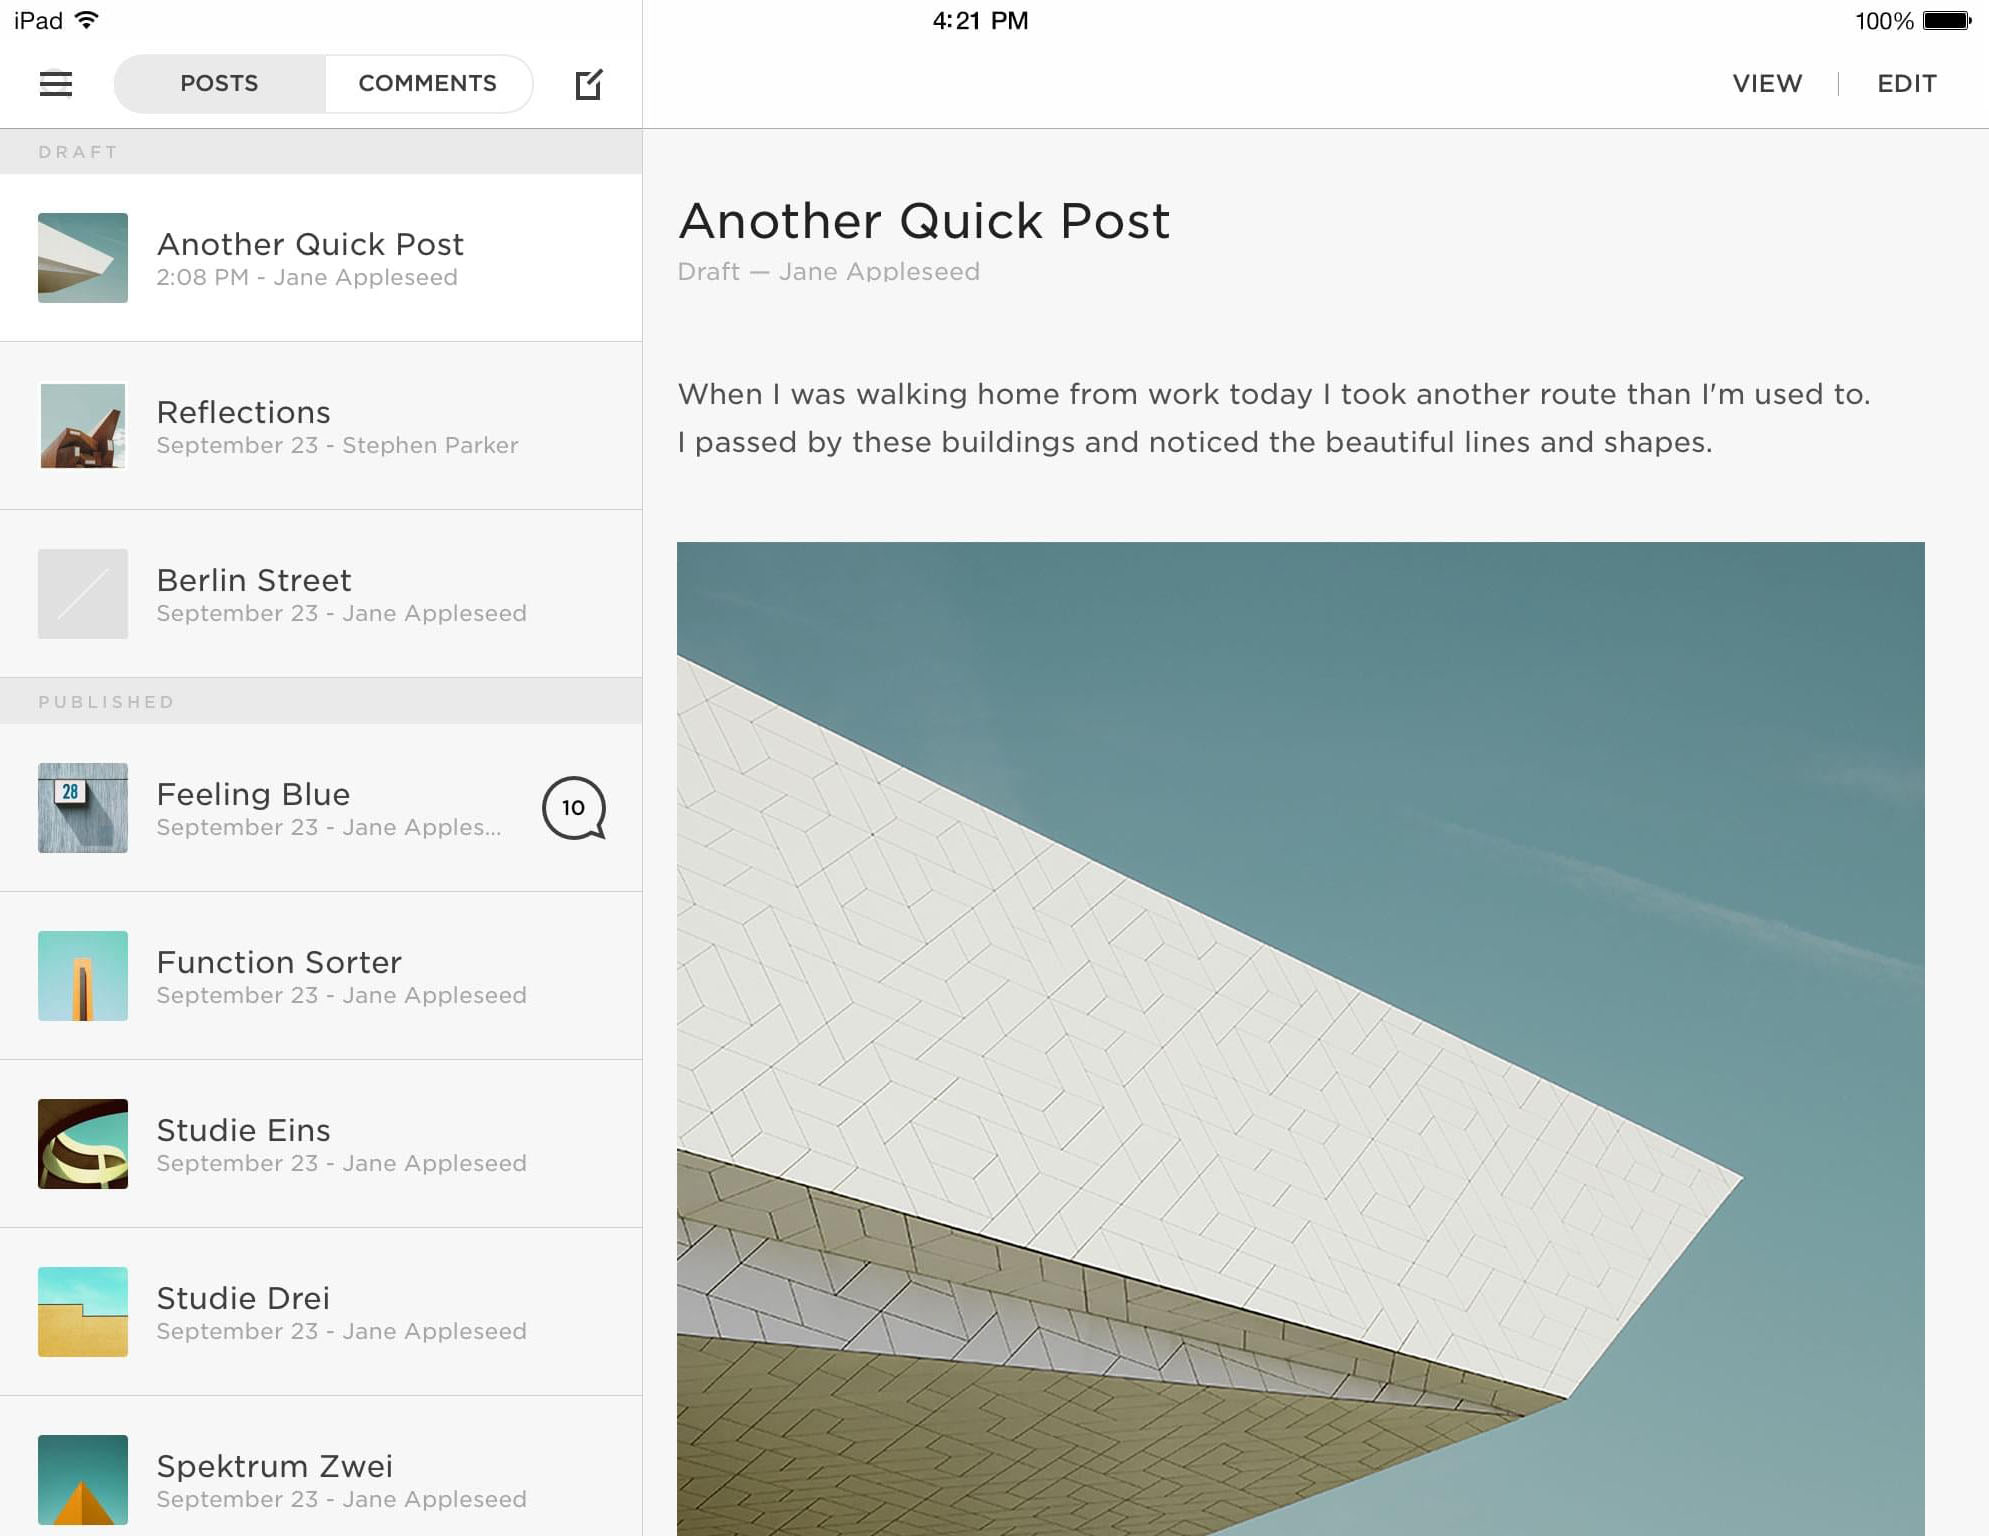 iPad
4:21 PM
100%
POSTS
COMMENTS
VIEW
EDIT
DRAFT
Another Quick Post
2:08 PM - Jane Appleseed
Reflections
September 23 - Stephen Parker
Berlin Street
September 23 - Jane Appleseed
PUBLISHED
28
Feeling Blue
September 23 - Jane Apples...
10
Function Sorter
September 23 - Jane Appleseed
Studie Eins
September 23 - Jane Appleseed
Studie Drei
September 23 - Jane Appleseed
Spektrum Zwei
September 23 - Jane Appleseed
Another Quick Post
Draft — Jane Appleseed
When I was walking home from work today I took another route than I'm used to.
I passed by these buildings and noticed the beautiful lines and shapes.